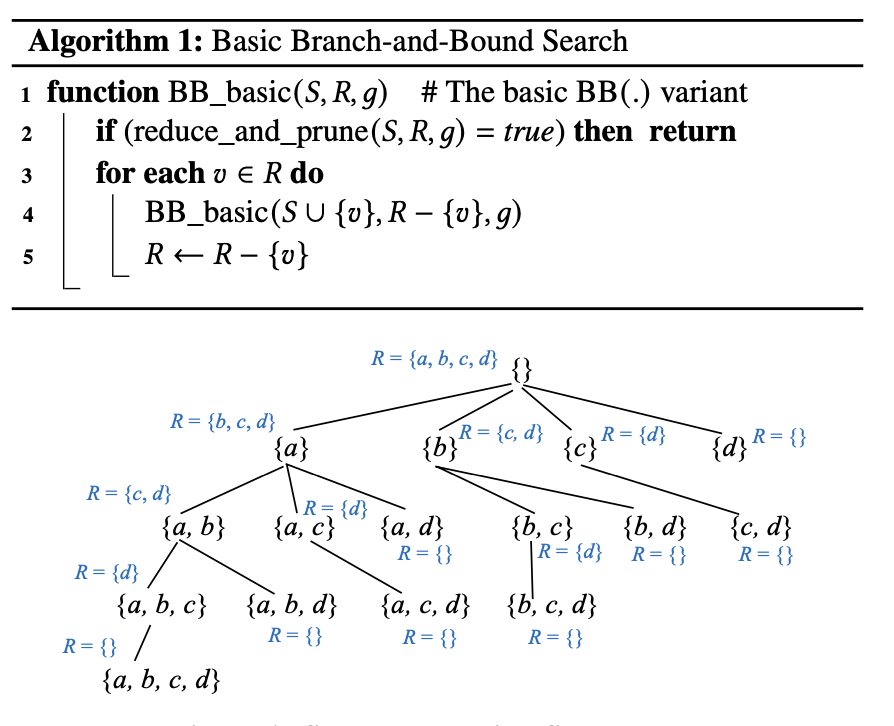 Algorithm 1: Basic Branch-and-Bound Search
1 function BB_basic(S, R, g) # The basic BB(.) variant
2 if (reduce_and_prune(S, R, g) = true) then return
3 for each v ∈ R do
4 BB_basic(S ∪ {v}, R − {v}, g)
5 R ← R − {v}
R = {a, b, c, d} {}
R = {b, c, d} {a} {b} R = {c, d} {c} R = {d} {d} R = {}
R = {c, d} {a, b} {a, c} R = {d} {a, d} {b, c} {b, d} {c, d}
R = {} R = {d} R = {} R = {}
R = {d} {a, b, c} {a, b, d} {a, c, d} {b, c, d}
R = {} R = {} R = {} R = {}
{a, b, c, d}